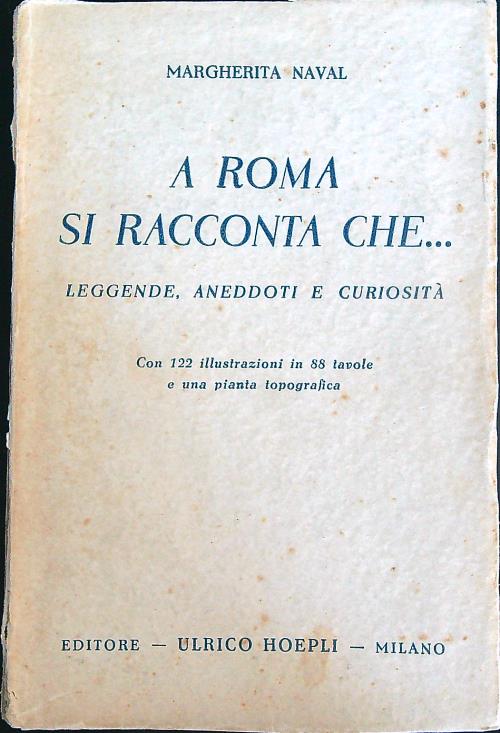 MARGHERITA NAVAL
A ROMA
SI RACCONTA CHE...
LEGGENDE, ANEDDOTI E CURIOSITÀ
Con 122 illustrazioni in 88 tavole
e una pianta topografica
EDITORE — ULRICO HOEPLI — MILANO